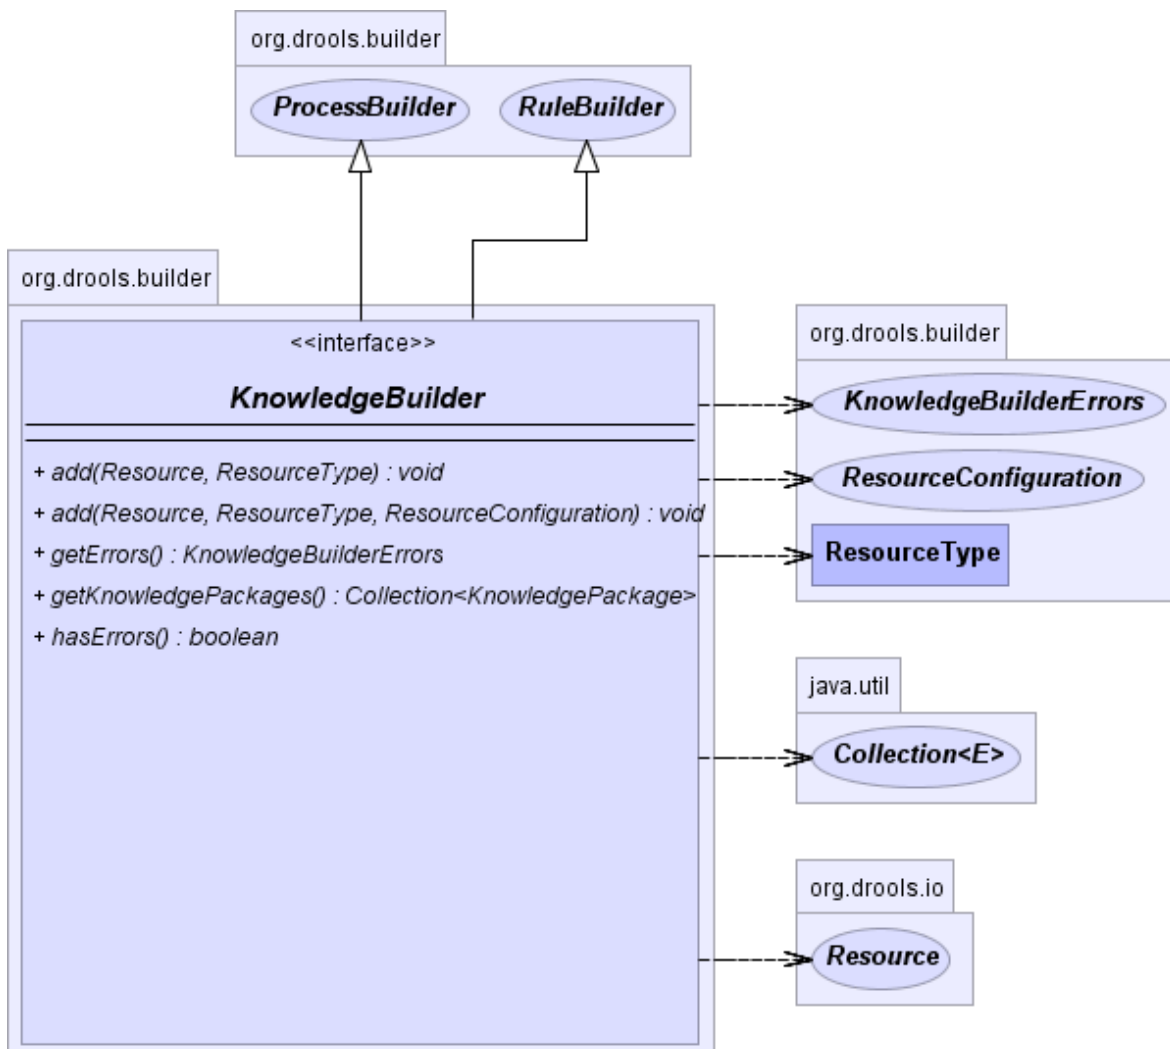 org.drools.builder
ProcessBuilder RuleBuilder
org.drools.builder
<<interface>>
KnowledgeBuilder
+ add(Resource, ResourceType) : void
+ add(Resource, ResourceType, ResourceConfiguration) : void
+ getErrors() : KnowledgeBuilderErrors
+ getKnowledgePackages() : Collection<KnowledgePackage>
+ hasErrors() : boolean
org.drools.builder
KnowledgeBuilderErrors
ResourceConfiguration
ResourceType
java.util
Collection<E>
org.drools.io
Resource